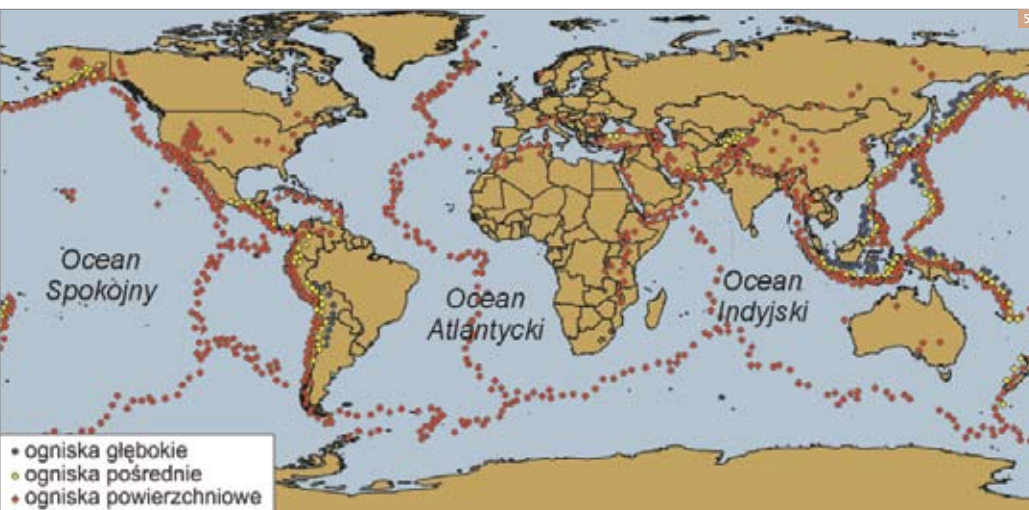 Ocean
Spokojny
Ocean
Atlantycki
Ocean
Indyjski
ogniska głębokie
ogniska pośrednie
ogniska powierzchniowe